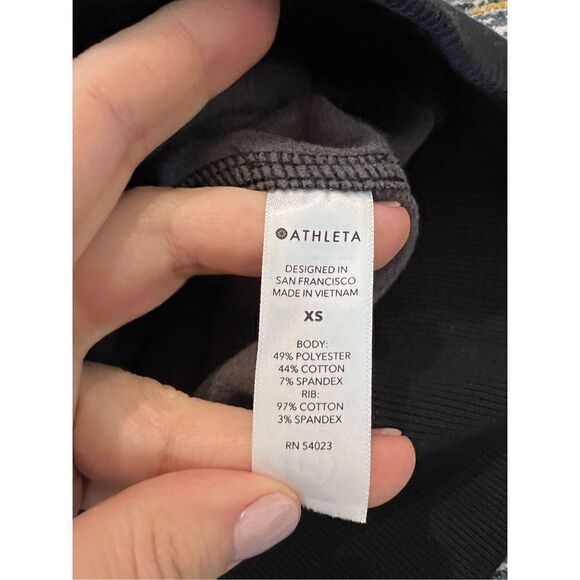 ATHLETA
DESIGNED IN
SAN FRANCISCO
MADE IN VIETNAM
XS
BODY:
49% POLYESTER
44% COTTON
7% SPANDEX
RIB:
97% COTTON
3% SPANDEX
RN 54023